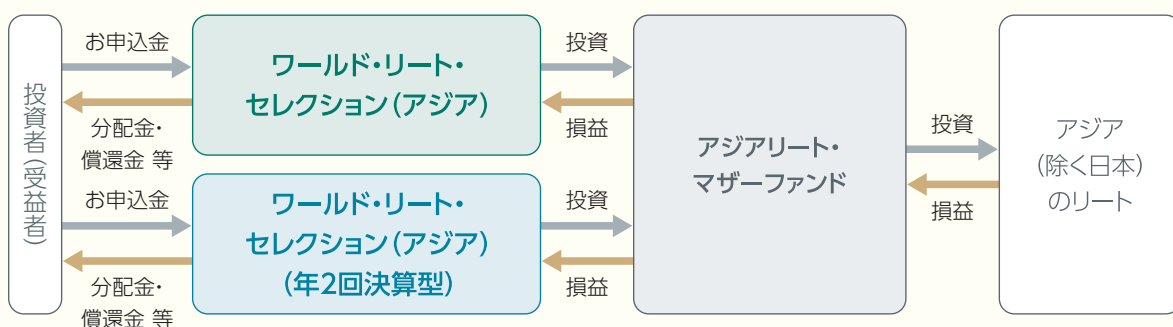 投資者(受益者)
お申込金
分配金・
償還金 等
ワールド・リート・
セレクション(アジア)
投資
損益
お申込金
分配金・
償還金 等
ワールド・リート・
セレクション(アジア)
(年2回決算型)
投資
損益
アジアリート・
マザーファンド
投資
損益
アジア
(除く日本)
のリート